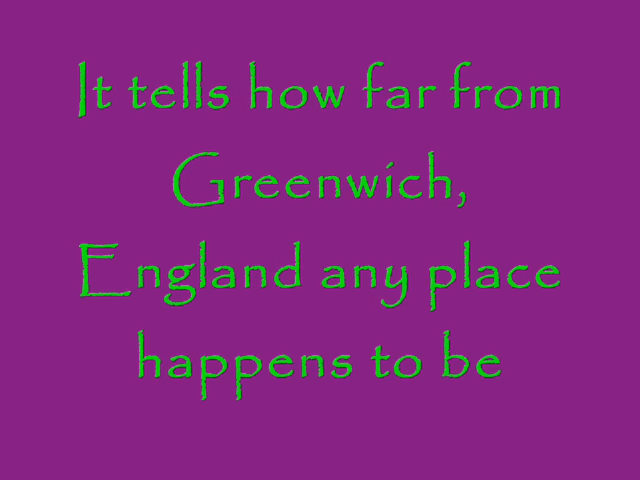 It tells how far from
Greenwich,
England any place
happens to be